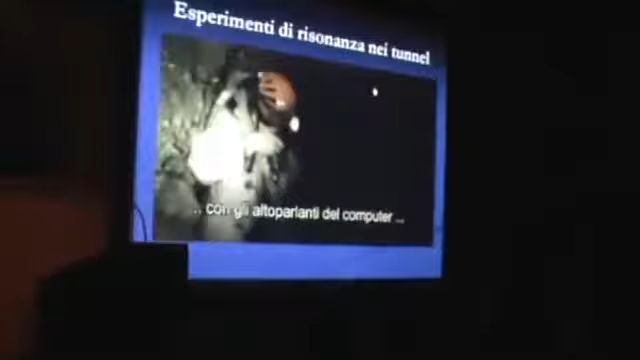 Esperimenti di risonanza nei tunnel
.. con gli altoparlanti del computer ...